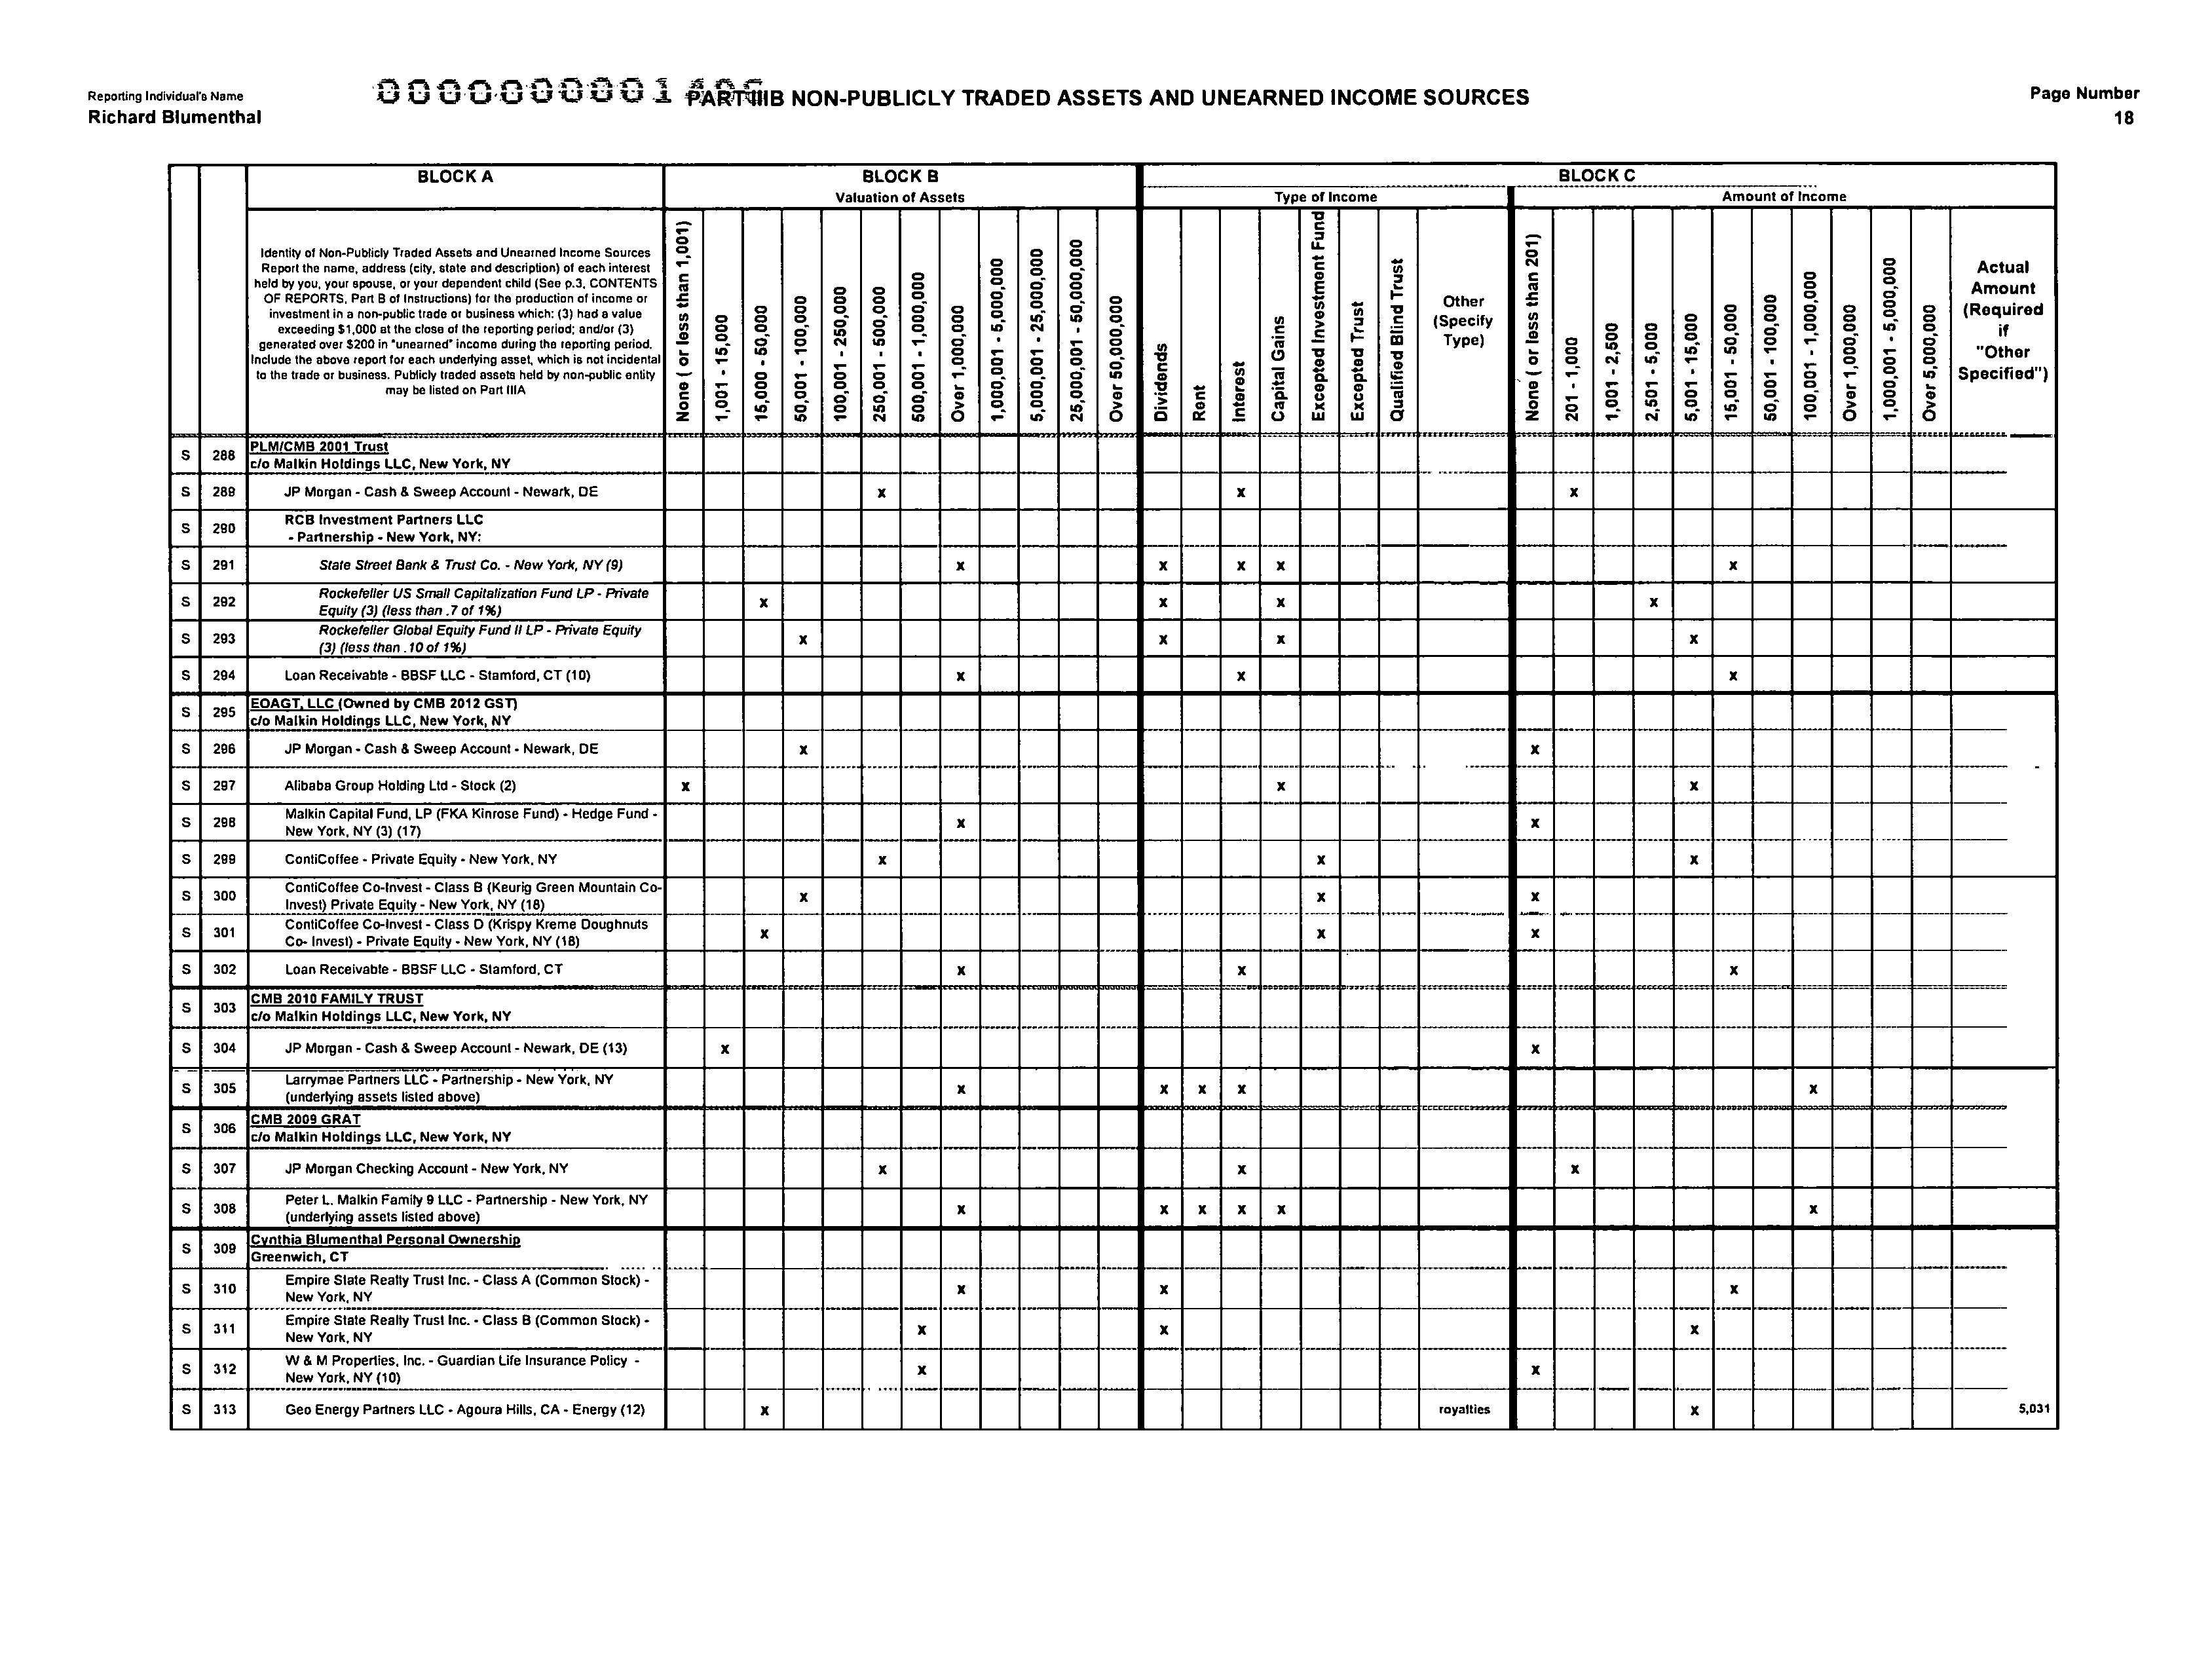 Reporting Individual's Name
Richard Blumenthal
PART IIIB NON-PUBLICLY TRADED ASSETS AND UNEARNED INCOME SOURCES
Page Number
18
BLOCK A
BLOCK B
BLOCK C
Valuation of Assets
Type of Income
Amount of Income
Identity of Non-Publicly Traded Assets and Unearned Income Sources
Report the name, address (city, state and description) of each interest
held by you, your spouse, or your dependent child (See p.3, CONTENTS
OF REPORTS, Part B of Instructions) for the production of income or
investment in a non-public trade or business which: (3) had a value
exceeding $1,000 at the close of the reporting period; and/or (3)
generated over $200 in "unearned" income during the reporting period.
Include the above report for each underlying asset, which is not incidental
to the trade or business. Publicly traded assets held by non-public entity
may be listed on Part IIIA
None ( or less than 1,001)
1,001 - 15,000
15,000 - 50,000
50,001 - 100,000
100,001 - 250,000
250,001 - 500,000
500,001 - 1,000,000
Over 1,000,000
1,000,001 - 5,000,000
5,000,001 - 25,000,000
25,000,001 - 50,000,000
Over 50,000,000
Dividends
Rent
Interest
Capital Gains
Excepted Investment Fund
Excepted Trust
Qualified Blind Trust
Other
(Specify
Type)
None ( or less than 201)
201 - 1,000
1,001 - 2,500
2,501 - 5,000
5,001 - 15,000
15,001 - 50,000
50,001 - 100,000
100,001 - 1,000,000
Over 1,000,000
1,000,001 - 5,000,000
Over 5,000,000
Actual
Amount
(Required
if
"Other
Specified")
S 288 PLM/CMB 2001 Trust
c/o Malkin Holdings LLC, New York, NY
S 289 JP Morgan - Cash & Sweep Account - Newark, DE x x x
S 290 RCB Investment Partners LLC
- Partnership - New York, NY:
S 291 State Street Bank & Trust Co. - New York, NY (9) x x x x x
S 292 Rockefeller US Small Capitalization Fund LP - Private
Equity (3) (less than .7 of 1%) x x x x
S 293 Rockefeller Global Equity Fund II LP - Private Equity
(3) (less than .10 of 1%) x x x x
S 294 Loan Receivable - BBSF LLC - Stamford, CT (10) x x x
S 295 EOAGT, LLC (Owned by CMB 2012 GST)
c/o Malkin Holdings LLC, New York, NY
S 296 JP Morgan - Cash & Sweep Account - Newark, DE x x
S 297 Alibaba Group Holding Ltd - Stock (2) x x x
S 298 Malkin Capital Fund, LP (FKA Kinrose Fund) - Hedge Fund -
New York, NY (3) (17) x x
S 299 ContiCoffee - Private Equity - New York, NY x x x
S 300 ContiCoffee Co-Invest - Class B (Keurig Green Mountain Co-
Invest) Private Equity - New York, NY (18) x x x
S 301 ContiCoffee Co-Invest - Class D (Krispy Kreme Doughnuts
Co- Invest) - Private Equity - New York, NY (18) x x x
S 302 Loan Receivable - BBSF LLC - Stamford, CT x x x
S 303 CMB 2010 FAMILY TRUST
c/o Malkin Holdings LLC, New York, NY
S 304 JP Morgan - Cash & Sweep Account - Newark, DE (13) x x
S 305 Larrymae Partners LLC - Partnership - New York, NY
(underlying assets listed above) x x x x x
S 306 CMB 2009 GRAT
c/o Malkin Holdings LLC, New York, NY
S 307 JP Morgan Checking Account - New York, NY x x x
S 308 Peter L. Malkin Family 9 LLC - Partnership - New York, NY
(underlying assets listed above) x x x x x x
S 309 Cynthia Blumenthal Personal Ownership
Greenwich, CT
S 310 Empire State Realty Trust Inc. - Class A (Common Stock) -
New York, NY x x x
S 311 Empire State Realty Trust Inc. - Class B (Common Stock) -
New York, NY x x x
S 312 W & M Properties, Inc. - Guardian Life Insurance Policy -
New York, NY (10) x x
S 313 Geo Energy Partners LLC - Agoura Hills, CA - Energy (12) x royalties x 5,031